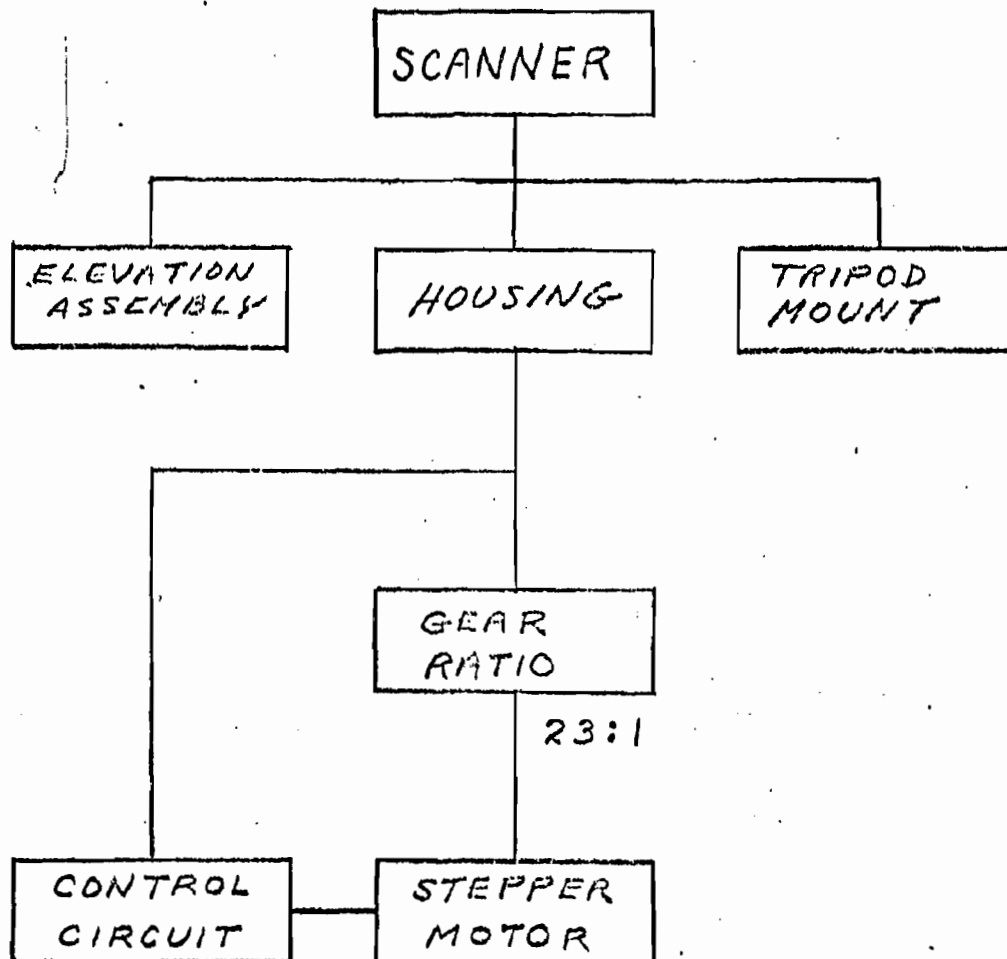 SCANNER
ELEVATION
ASSEMBLY
HOUSING
TRIPOD
MOUNT
GEAR
RATIO
23:1
CONTROL
CIRCUIT
STEPPER
MOTOR